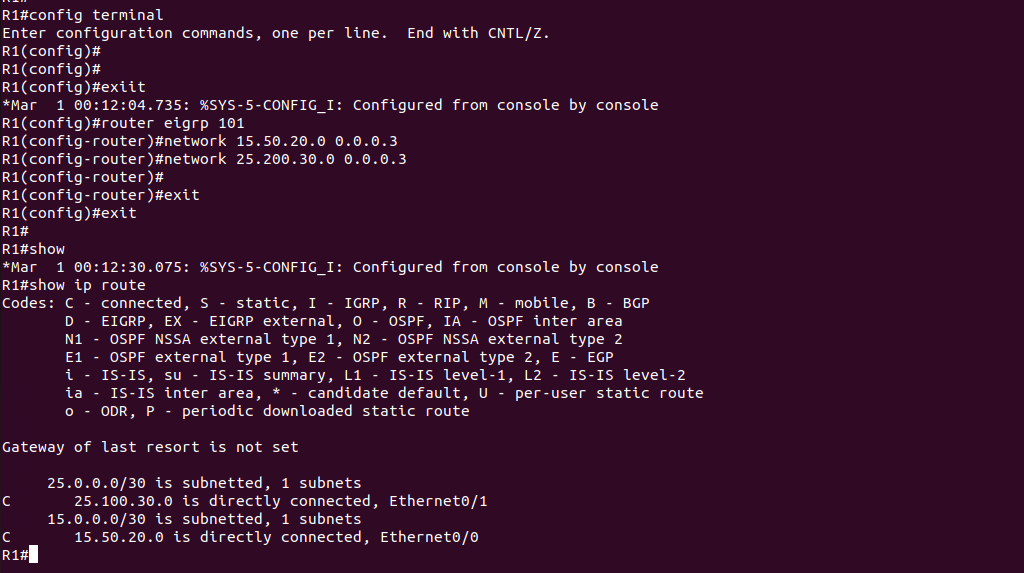 R1#config terminal
Enter configuration commands, one per line.  End with CNTL/Z.
R1(config)#
R1(config)#
R1(config)#exiit
*Mar  1 00:12:04.735: %SYS-5-CONFIG_I: Configured from console by console
R1(config)#router eigrp 101
R1(config-router)#network 15.50.20.0 0.0.0.3
R1(config-router)#network 25.200.30.0 0.0.0.3
R1(config-router)#
R1(config-router)#exit
R1(config)#exit
R1#
R1#show
*Mar  1 00:12:30.075: %SYS-5-CONFIG_I: Configured from console by console
R1#show ip route
Codes: C - connected, S - static, I - IGRP, R - RIP, M - mobile, B - BGP
       D - EIGRP, EX - EIGRP external, O - OSPF, IA - OSPF inter area
       N1 - OSPF NSSA external type 1, N2 - OSPF NSSA external type 2
       E1 - OSPF external type 1, E2 - OSPF external type 2, E - EGP
       i - IS-IS, su - IS-IS summary, L1 - IS-IS level-1, L2 - IS-IS level-2
       ia - IS-IS inter area, * - candidate default, U - per-user static route
       o - ODR, P - periodic downloaded static route

Gateway of last resort is not set

     25.0.0.0/30 is subnetted, 1 subnets
C       25.100.30.0 is directly connected, Ethernet0/1
     15.0.0.0/30 is subnetted, 1 subnets
C       15.50.20.0 is directly connected, Ethernet0/0
R1#